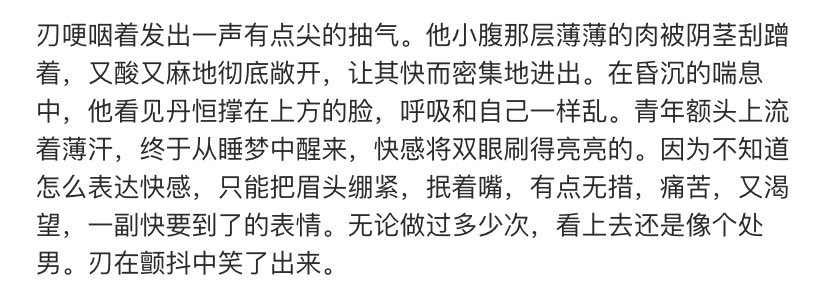 刃哽咽着发出一声有点尖的抽气。他小腹那层薄薄的肉被阴茎刮蹭
着，又酸又麻地彻底敞开，让其快而密集地进出。在昏沉的喘息
中，他看见丹恒撑在上方的脸，呼吸和自己一样乱。青年额头上流
着薄汗，终于从睡梦中醒来，快感将双眼刷得亮亮的。因为不知道
怎么表达快感，只能把眉头绷紧，抿着嘴，有点无措，痛苦，又渴
望，一副快要到了的表情。无论做过多少次，看上去还是像个处
男。刃在颤抖中笑了出来。